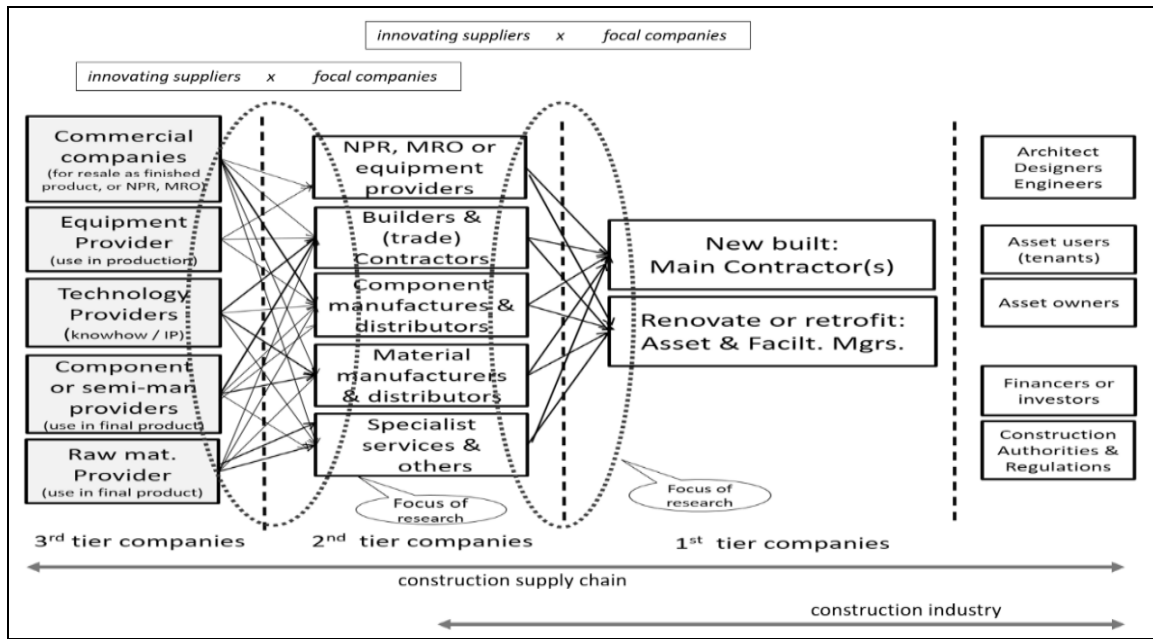 innovating suppliers x focal companies
innovating suppliers x focal companies
Commercial
companies
(for resale as finished
product, or NPR, MRO)
Equipment
Provider
(use in production)
Technology
Providers
(knowhow / IP)
Component
or semi-man
providers
(use in final product)
Raw mat.
Provider
(use in final product)
3rd tier companies
NPR, MRO or
equipment
providers
Builders &
(trade)
Contractors
Component
manufactures &
distributors
Material
manufacturers
& distributors
Specialist
services &
others
Focus of
research
2nd tier companies
New built:
Main Contractor(s)
Renovate or retrofit:
Asset & Facilt. Mgrs.
Focus of
research
1st tier companies
Architect
Designers
Engineers
Asset users
(tenants)
Asset owners
Financers or
investors
Construction
Authorities &
Regulations
construction supply chain
construction industry